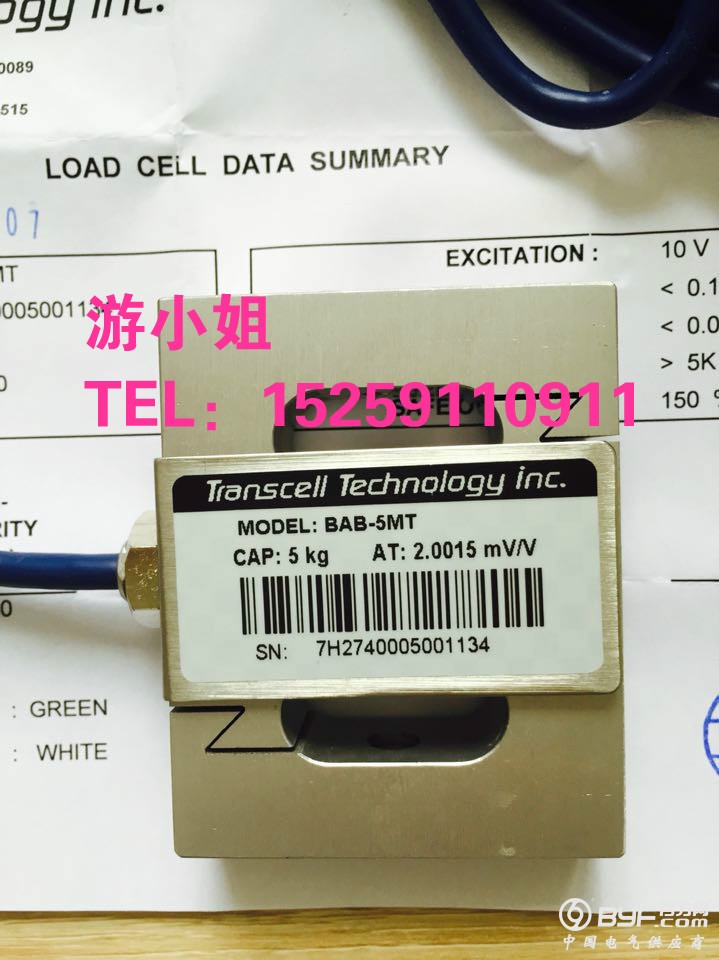 ogy Inc.
0089
515
LOAD CELL DATA SUMMARY
07
MT
0005001134
EXCITATION :
10 V
< 0.1
< 0.0
> 5K
150 %
游小姐
TEL：15259110911
Transcell Technology inc.
MODEL: BAB-5MT
CAP: 5 kg AT: 2.0015 mV/V
SN: 7H2740005001134
RITY
: GREEN
: WHITE
BYF.com
中国电气供应商